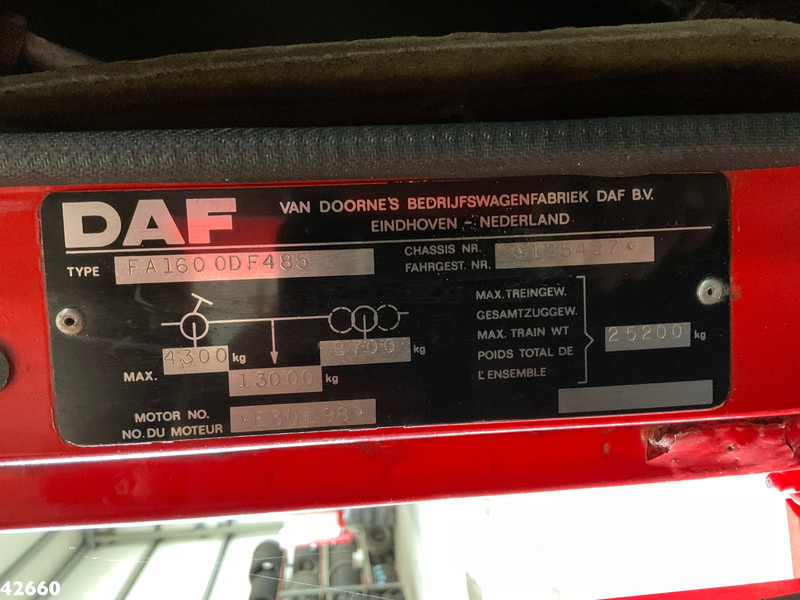 DAF
VAN DOORNE'S BEDRIJFSWAGENFABRIEK DAF B.V.
EINDHOVEN - NEDERLAND
TYPE FA1600DF485
CHASSIS NR.
FAHRGEST. NR.
4300 kg
8700 kg
MAX. 13000 kg
MAX. TREINGEW.
GESAMTZUGGEW.
MAX. TRAIN WT
POIDS TOTAL DE
L'ENSEMBLE
25200 kg
MOTOR NO.
NO. DU MOTEUR
42660